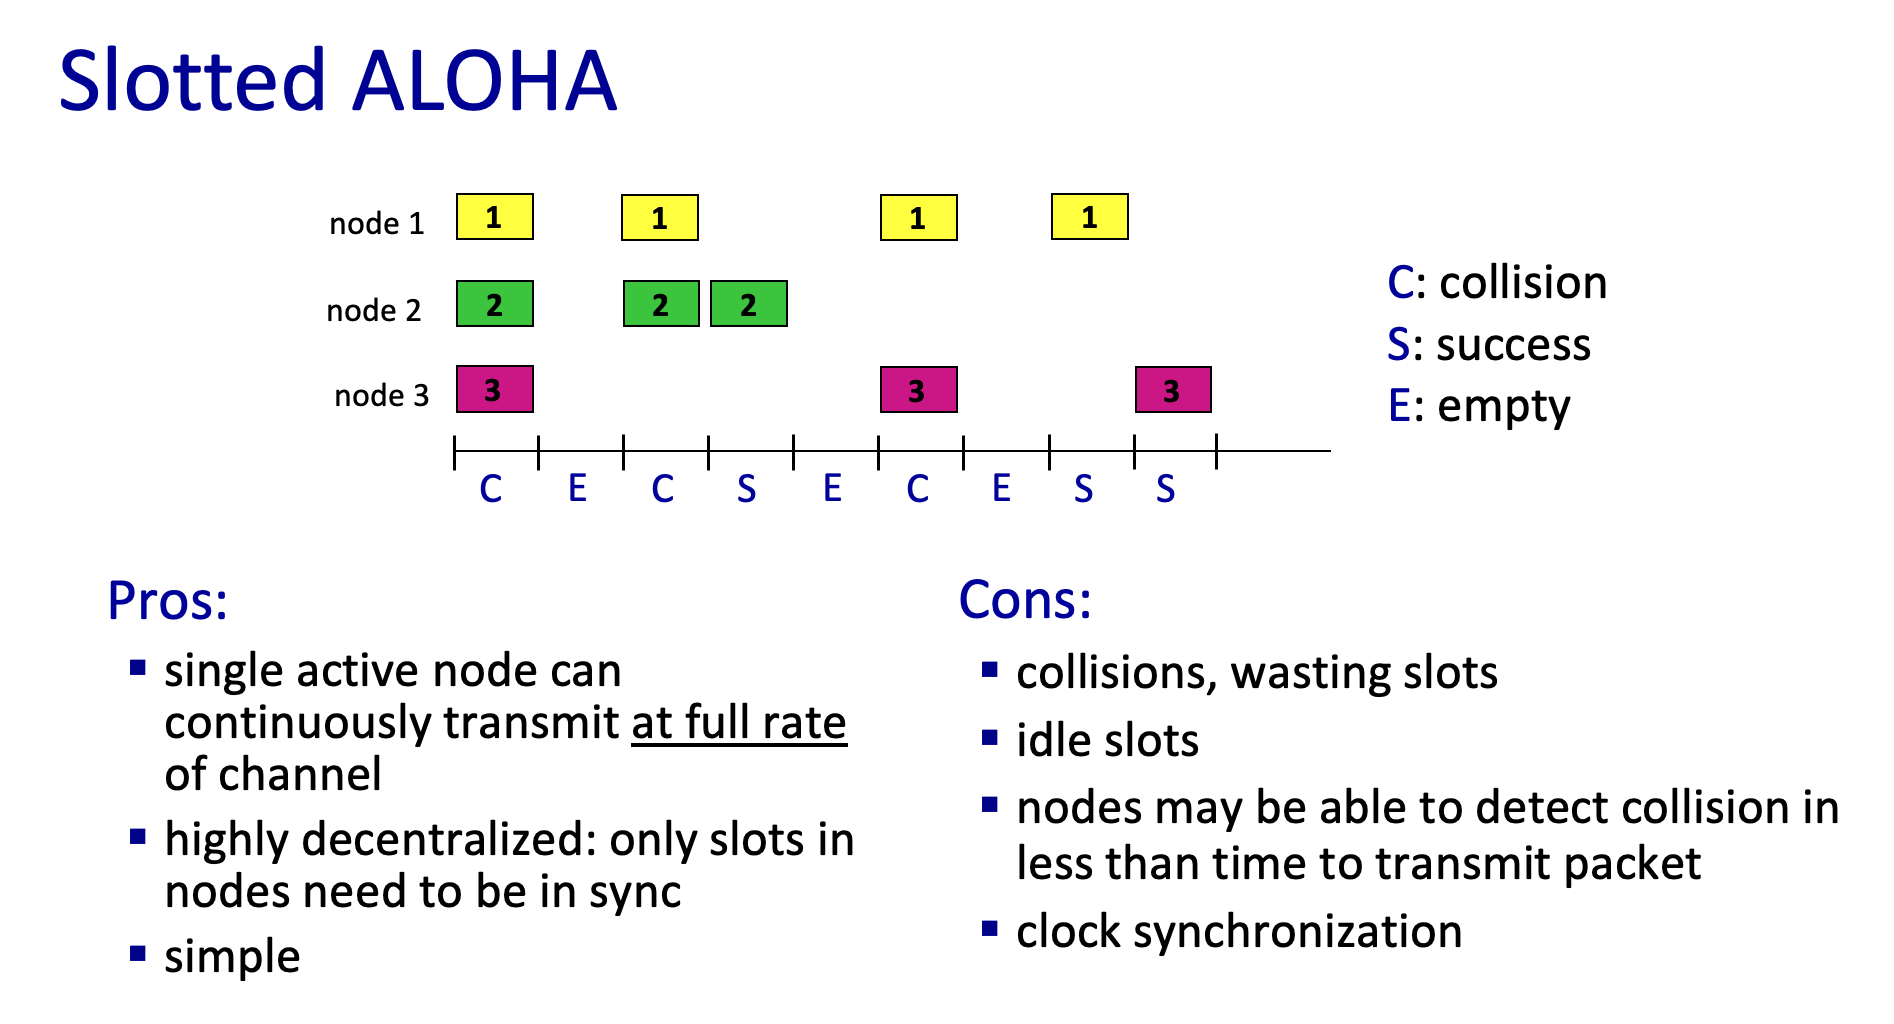 Slotted ALOHA
node 1
1
1
1
1
node 2
2
2
2
node 3
3
3
3
C E C S E C E S S
C: collision
S: success
E: empty
Pros:
▪ single active node can
continuously transmit at full rate
of channel
▪ highly decentralized: only slots in
nodes need to be in sync
▪ simple
Cons:
▪ collisions, wasting slots
▪ idle slots
▪ nodes may be able to detect collision in
less than time to transmit packet
▪ clock synchronization